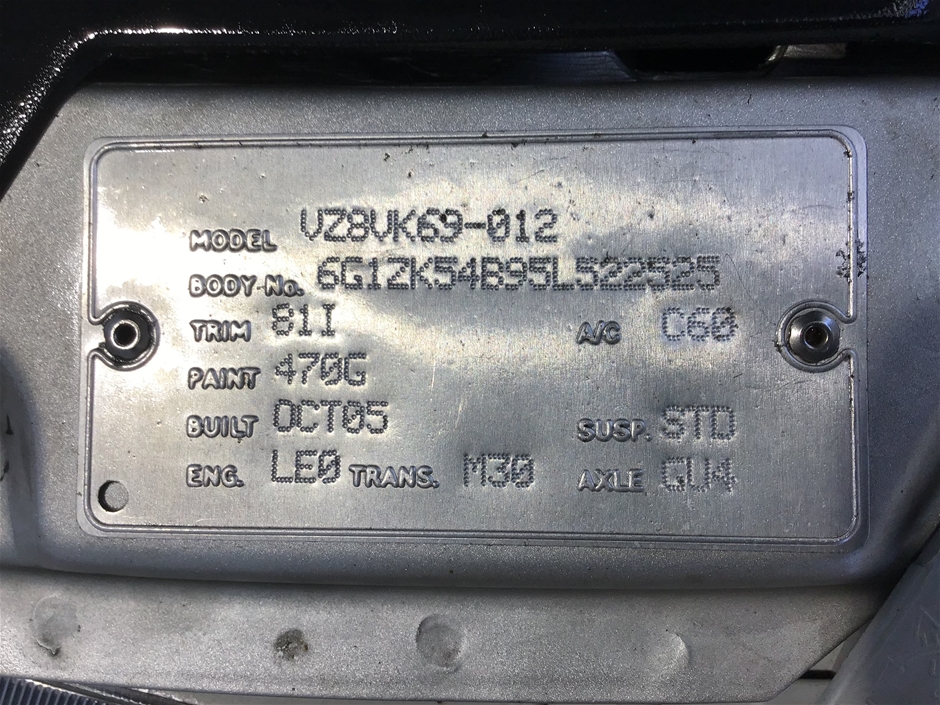 MODEL VZ8VK69-012
BODY No. 6G1ZK54B95L522525
TRIM 81I A/C C60
PAINT 470G
BUILT OCT05 SUSP. STD
ENG. LE0 TRANS. M30 AXLE GU4